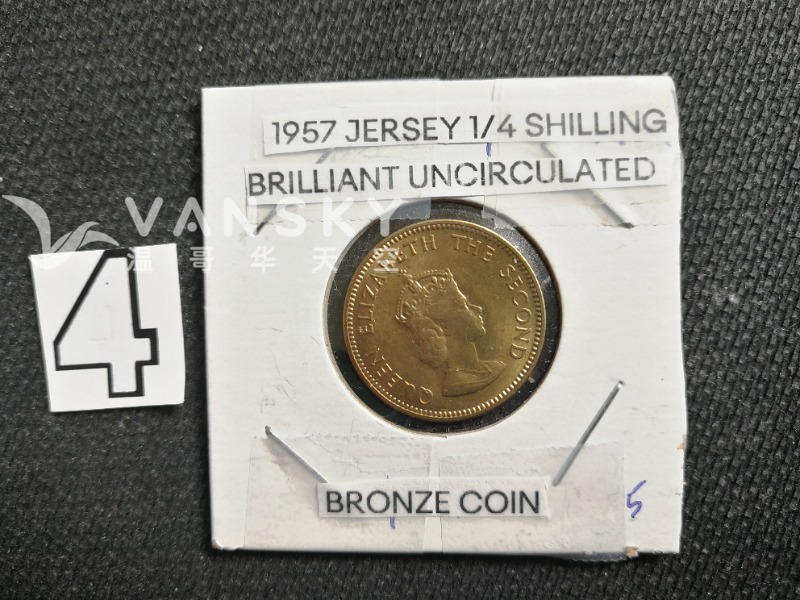 1957 JERSEY 1/4 SHILLING
BRILLIANT UNCIRCULATED
VANSKY
温哥华天空
4
QUEEN ELIZABETH THE SECOND
BRONZE COIN
5